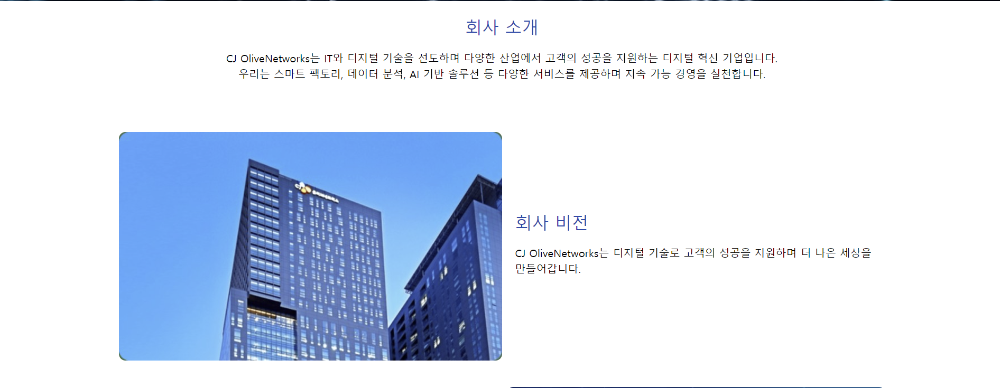 회사 소개
CJ OliveNetworks는 IT와 디지털 기술을 선도하며 다양한 산업에서 고객의 성공을 지원하는 디지털 혁신 기업입니다.
우리는 스마트 팩토리, 데이터 분석, AI 기반 솔루션 등 다양한 서비스를 제공하며 지속 가능 경영을 실천합니다.
CJ 올리브네트웍스
회사 비전
CJ OliveNetworks는 디지털 기술로 고객의 성공을 지원하며 더 나은 세상을
만들어갑니다.